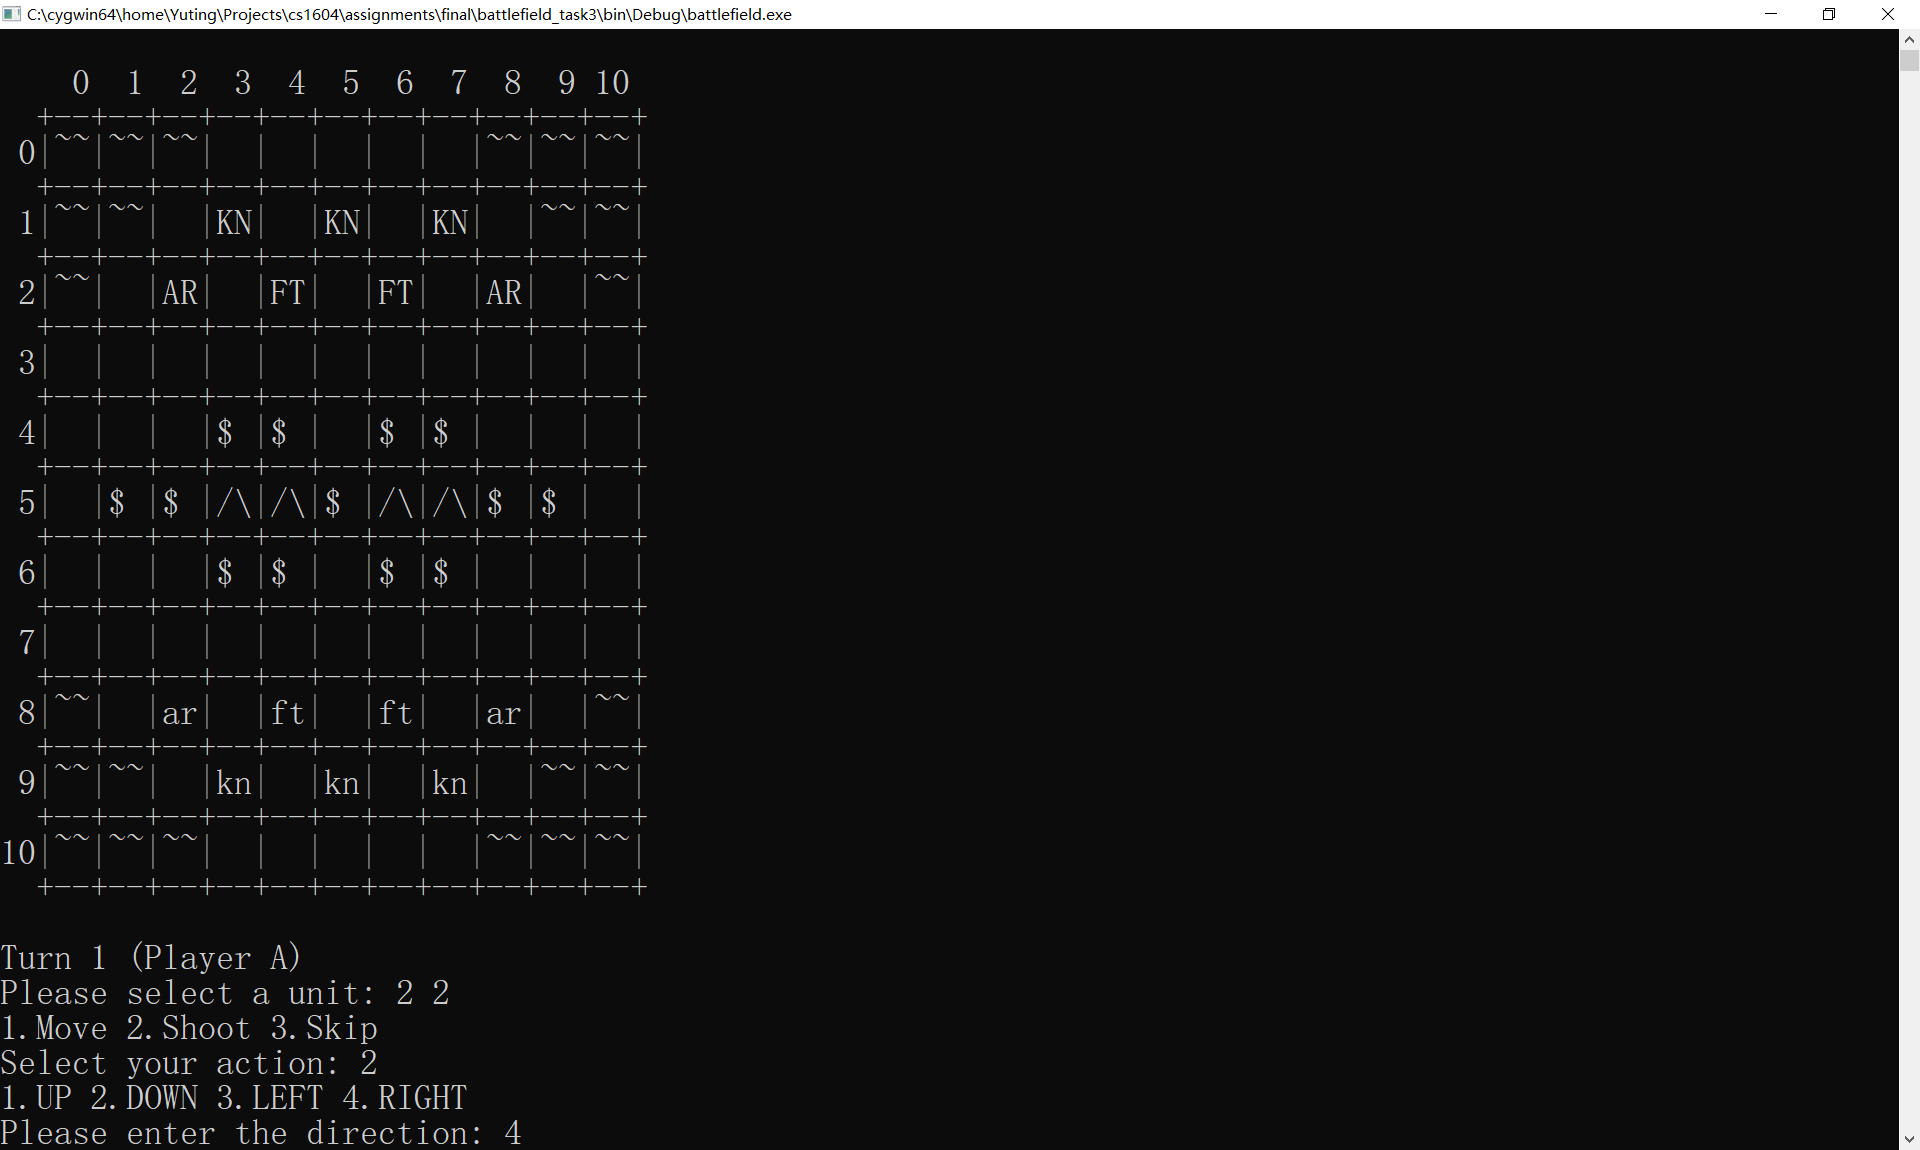 C:\cygwin64\home\Yuting\Projects\cs1604\assignments\final\battlefield_task3\bin\Debug\battlefield.exe
    0  1  2  3  4  5  6  7  8  9 10
  +--+--+--+--+--+--+--+--+--+--+--+
 0|~~|~~|~~|  |  |  |  |  |~~|~~|~~|
  +--+--+--+--+--+--+--+--+--+--+--+
 1|~~|~~|  |KN|  |KN|  |KN|  |~~|~~|
  +--+--+--+--+--+--+--+--+--+--+--+
 2|~~|  |AR|  |FT|  |FT|  |AR|  |~~|
  +--+--+--+--+--+--+--+--+--+--+--+
 3|  |  |  |  |  |  |  |  |  |  |  |
  +--+--+--+--+--+--+--+--+--+--+--+
 4|  |  |  |$ |$ |  |$ |$ |  |  |  |
  +--+--+--+--+--+--+--+--+--+--+--+
 5|  |$ |$ |/\|/\|$ |/\|/\|$ |$ |  |
  +--+--+--+--+--+--+--+--+--+--+--+
 6|  |  |  |$ |$ |  |$ |$ |  |  |  |
  +--+--+--+--+--+--+--+--+--+--+--+
 7|  |  |  |  |  |  |  |  |  |  |  |
  +--+--+--+--+--+--+--+--+--+--+--+
 8|~~|  |ar|  |ft|  |ft|  |ar|  |~~|
  +--+--+--+--+--+--+--+--+--+--+--+
 9|~~|~~|  |kn|  |kn|  |kn|  |~~|~~|
  +--+--+--+--+--+--+--+--+--+--+--+
10|~~|~~|~~|  |  |  |  |  |~~|~~|~~|
  +--+--+--+--+--+--+--+--+--+--+--+
Turn 1 (Player A)
Please select a unit: 2 2
1.Move 2.Shoot 3.Skip
Select your action: 2
1.UP 2.DOWN 3.LEFT 4.RIGHT
Please enter the direction: 4